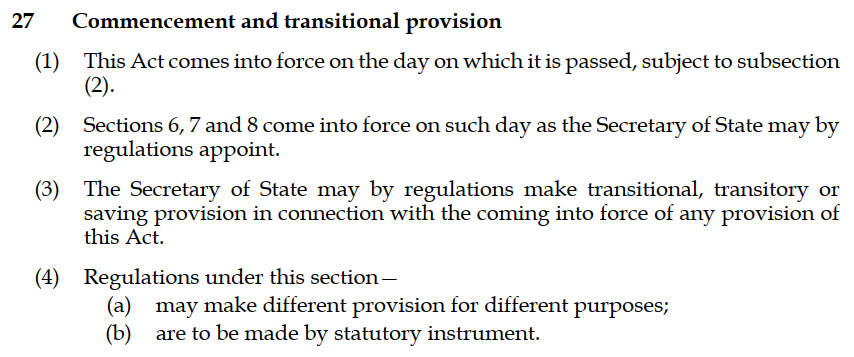 27 Commencement and transitional provision
(1) This Act comes into force on the day on which it is passed, subject to subsection
(2).
(2) Sections 6, 7 and 8 come into force on such day as the Secretary of State may by
regulations appoint.
(3) The Secretary of State may by regulations make transitional, transitory or
saving provision in connection with the coming into force of any provision of
this Act.
(4) Regulations under this section—
(a) may make different provision for different purposes;
(b) are to be made by statutory instrument.